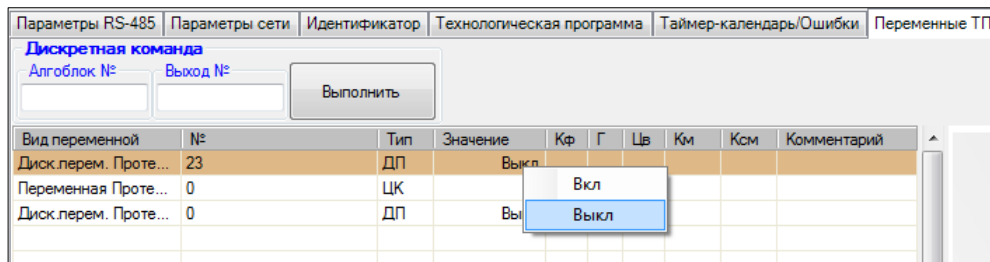 Параметры RS-485 Параметры сети Идентификатор Технологическая программа Таймер-календарь/Ошибки Переменные ТП
Дискретная команда
Алгоблок № Выход №
Выполнить
Вид переменной № Тип Значение Кф Г Цв Км Ксм Комментарий
Диск.перем. Проте... 23 ДП Выкл
Переменная Проте... 0 ЦК Вкл
Диск.перем. Проте... 0 ДП Вы Выкл